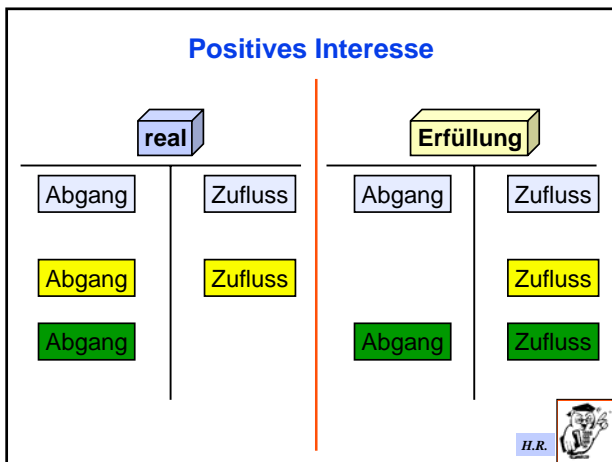 Positives Interesse
real
Erfüllung
Abgang Zufluss Abgang Zufluss
Abgang Zufluss Zufluss
Abgang Abgang Zufluss
H.R.